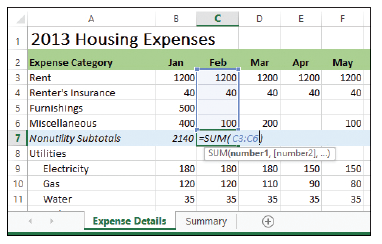 A B C D E F
1 2013 Housing Expenses
2 Expense Category Jan Feb Mar Apr May
3 Rent 1200 1200 1200 1200 1200
4 Renter's Insurance 40 40 40 40 40
5 Furnishings 500
6 Miscellaneous 400 100 200 100
7 Nonutility Subtotals 2140 =SUM(C3:C6)
8 Utilities SUM(number1, [number2], ...)
9 Electricity 180 180 180 150 150
10 Gas 120 120 110 90 80
11 Water 35 35 35 35 35
Expense Details Summary